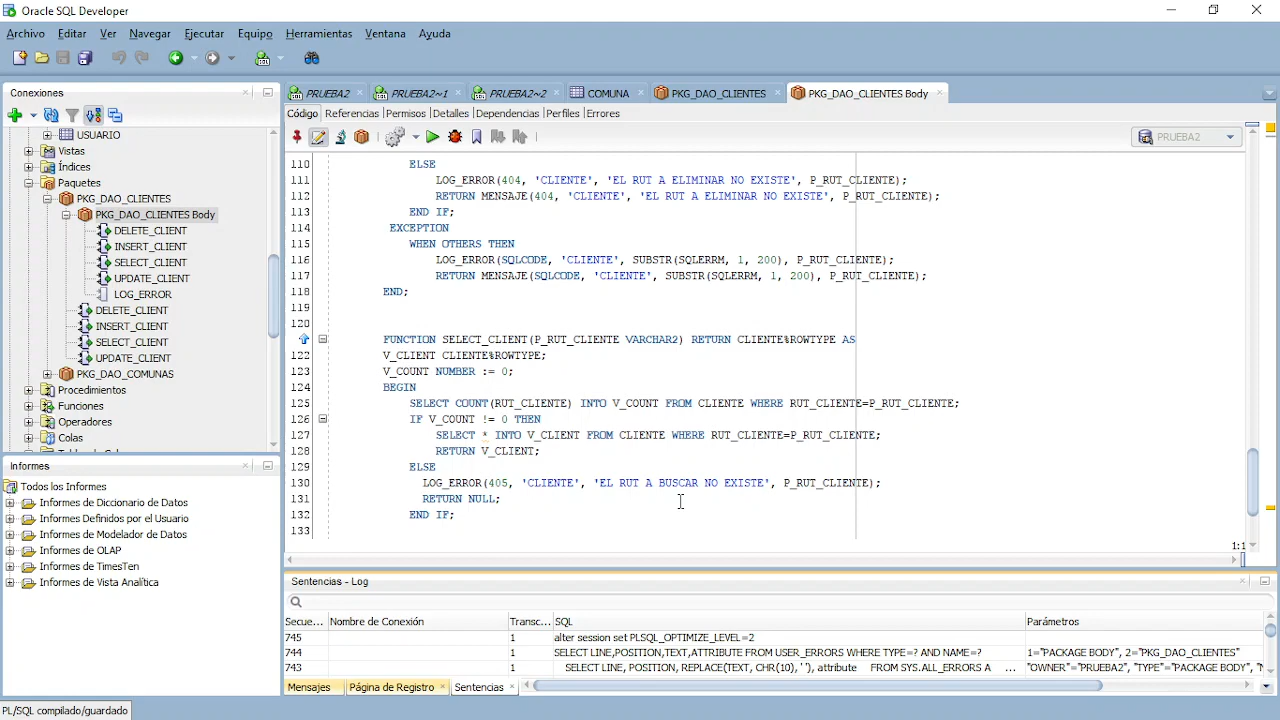 Oracle SQL Developer
Archivo Editar Ver Navegar Ejecutar Equipo Herramientas Ventana Ayuda
Conexiones
USUARIO
Vistas
Índices
Paquetes
PKG_DAO_CLIENTES
PKG_DAO_CLIENTES Body
DELETE_CLIENT
INSERT_CLIENT
SELECT_CLIENT
UPDATE_CLIENT
LOG_ERROR
DELETE_CLIENT
INSERT_CLIENT
SELECT_CLIENT
UPDATE_CLIENT
PKG_DAO_COMUNAS
Procedimientos
Funciones
Operadores
Colas
Informes
Todos los Informes
Informes de Diccionario de Datos
Informes Definidos por el Usuario
Informes de Modelador de Datos
Informes de OLAP
Informes de TimesTen
Informes de Vista Analítica
PRUEBA2 PRUEBA2~1 PRUEBA2~2 COMUNA PKG_DAO_CLIENTES PKG_DAO_CLIENTES Body
Código Referencias Permisos Detalles Dependencias Perfiles Errores
PRUEBA2
110 ELSE
111 LOG_ERROR(404, 'CLIENTE', 'EL RUT A ELIMINAR NO EXISTE', P_RUT_CLIENTE);
112 RETURN MENSAJE(404, 'CLIENTE', 'EL RUT A ELIMINAR NO EXISTE', P_RUT_CLIENTE);
113 END IF;
114 EXCEPTION
115 WHEN OTHERS THEN
116 LOG_ERROR(SQLCODE, 'CLIENTE', SUBSTR(SQLERRM, 1, 200), P_RUT_CLIENTE);
117 RETURN MENSAJE(SQLCODE, 'CLIENTE', SUBSTR(SQLERRM, 1, 200), P_RUT_CLIENTE);
118 END;
119
120
121 FUNCTION SELECT_CLIENT(P_RUT_CLIENTE VARCHAR2) RETURN CLIENTE%ROWTYPE AS
122 V_CLIENT CLIENTE%ROWTYPE;
123 V_COUNT NUMBER := 0;
124 BEGIN
125 SELECT COUNT(RUT_CLIENTE) INTO V_COUNT FROM CLIENTE WHERE RUT_CLIENTE=P_RUT_CLIENTE;
126 IF V_COUNT != 0 THEN
127 SELECT * INTO V_CLIENT FROM CLIENTE WHERE RUT_CLIENTE=P_RUT_CLIENTE;
128 RETURN V_CLIENT;
129 ELSE
130 LOG_ERROR(405, 'CLIENTE', 'EL RUT A BUSCAR NO EXISTE', P_RUT_CLIENTE);
131 RETURN NULL;
132 END IF;
133
1:1
Sentencias - Log
Secue... Nombre de Conexión Transc... SQL Parámetros
745 1 alter session set PLSQL_OPTIMIZE_LEVEL=2
744 1 SELECT LINE,POSITION,TEXT,ATTRIBUTE FROM USER_ERRORS WHERE TYPE=? AND NAME=? 1="PACKAGE BODY", 2="PKG_DAO_CLIENTES"
743 1 SELECT LINE, POSITION, REPLACE(TEXT, CHR(10), ' '), attribute FROM SYS.ALL_ERRORS A ... "OWNER"="PRUEBA2", "TYPE"="PACKAGE BODY",
Mensajes Página de Registro Sentencias
PL/SQL compilado/guardado